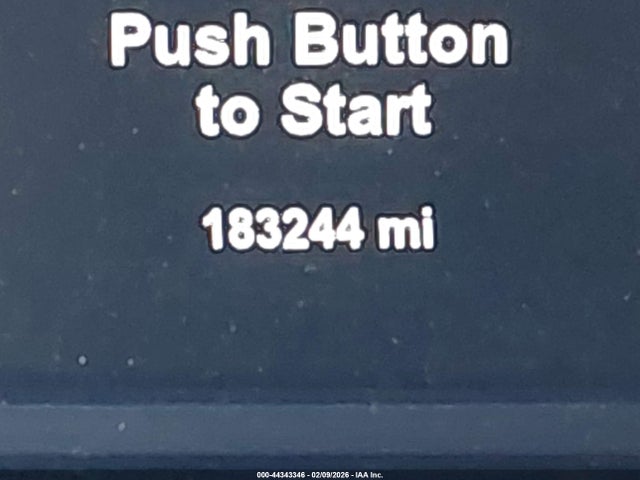 Push Button
to Start
183244 mi
000-44343346 - 02/09/2026 - IAA Inc.